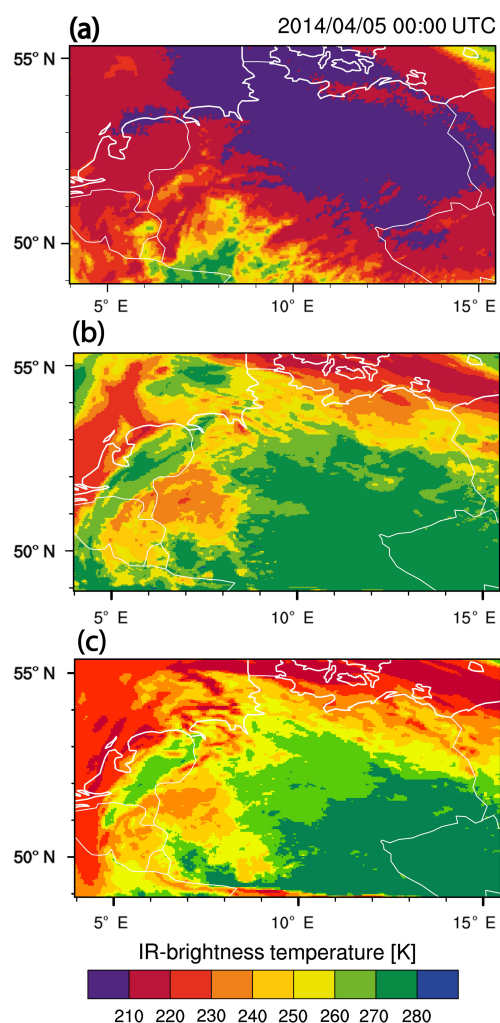 (a) 2014/04/05 00:00 UTC
55° N
50° N
5° E 10° E 15° E
(b)
55° N
50° N
5° E 10° E 15° E
(c)
55° N
50° N
5° E 10° E 15° E
IR-brightness temperature [K]
210 220 230 240 250 260 270 280